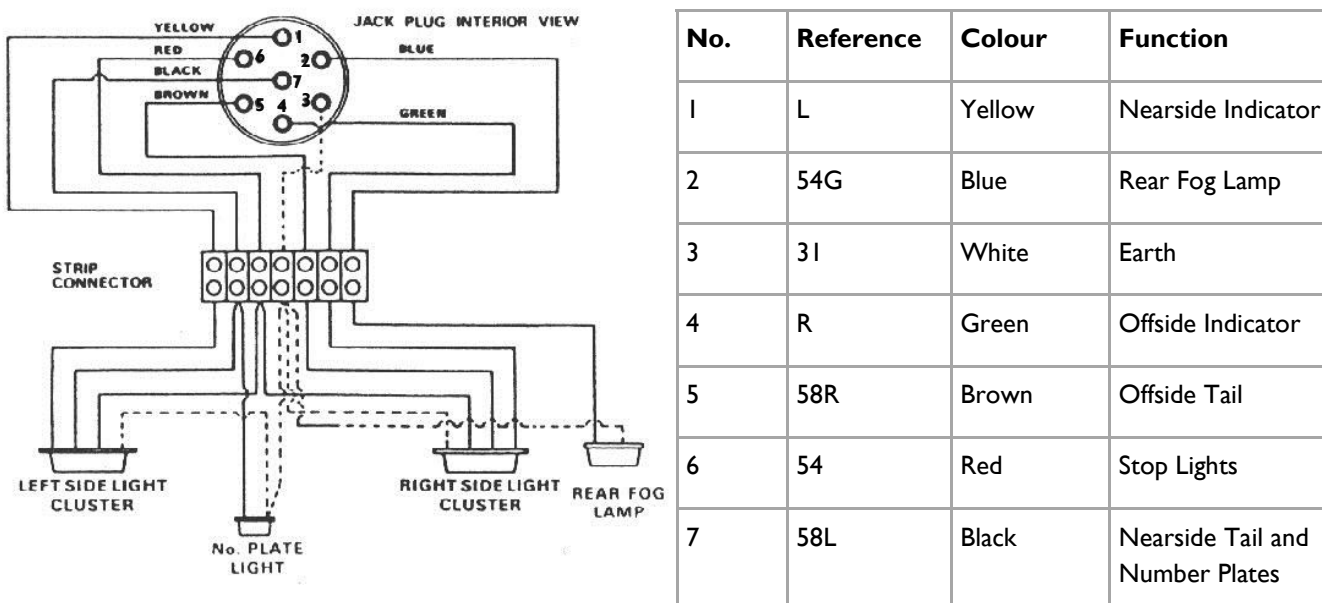 JACK PLUG INTERIOR VIEW
YELLOW
1
RED
6
2
BLUE
BLACK
7
BROWN
5
4
3
GREEN
STRIP
CONNECTOR
LEFT SIDE LIGHT
CLUSTER
No. PLATE
LIGHT
RIGHT SIDE LIGHT
CLUSTER
REAR FOG
LAMP
No. Reference Colour Function
1 L Yellow Nearside Indicator
2 54G Blue Rear Fog Lamp
3 31 White Earth
4 R Green Offside Indicator
5 58R Brown Offside Tail
6 54 Red Stop Lights
7 58L Black Nearside Tail and
Number Plates